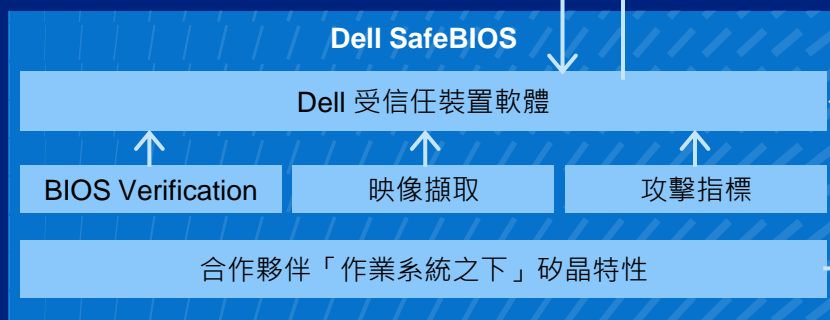 Dell SafeBIOS
Dell 受信任裝置軟體
BIOS Verification
映像擷取
攻擊指標
合作夥伴「作業系統之下」矽晶特性